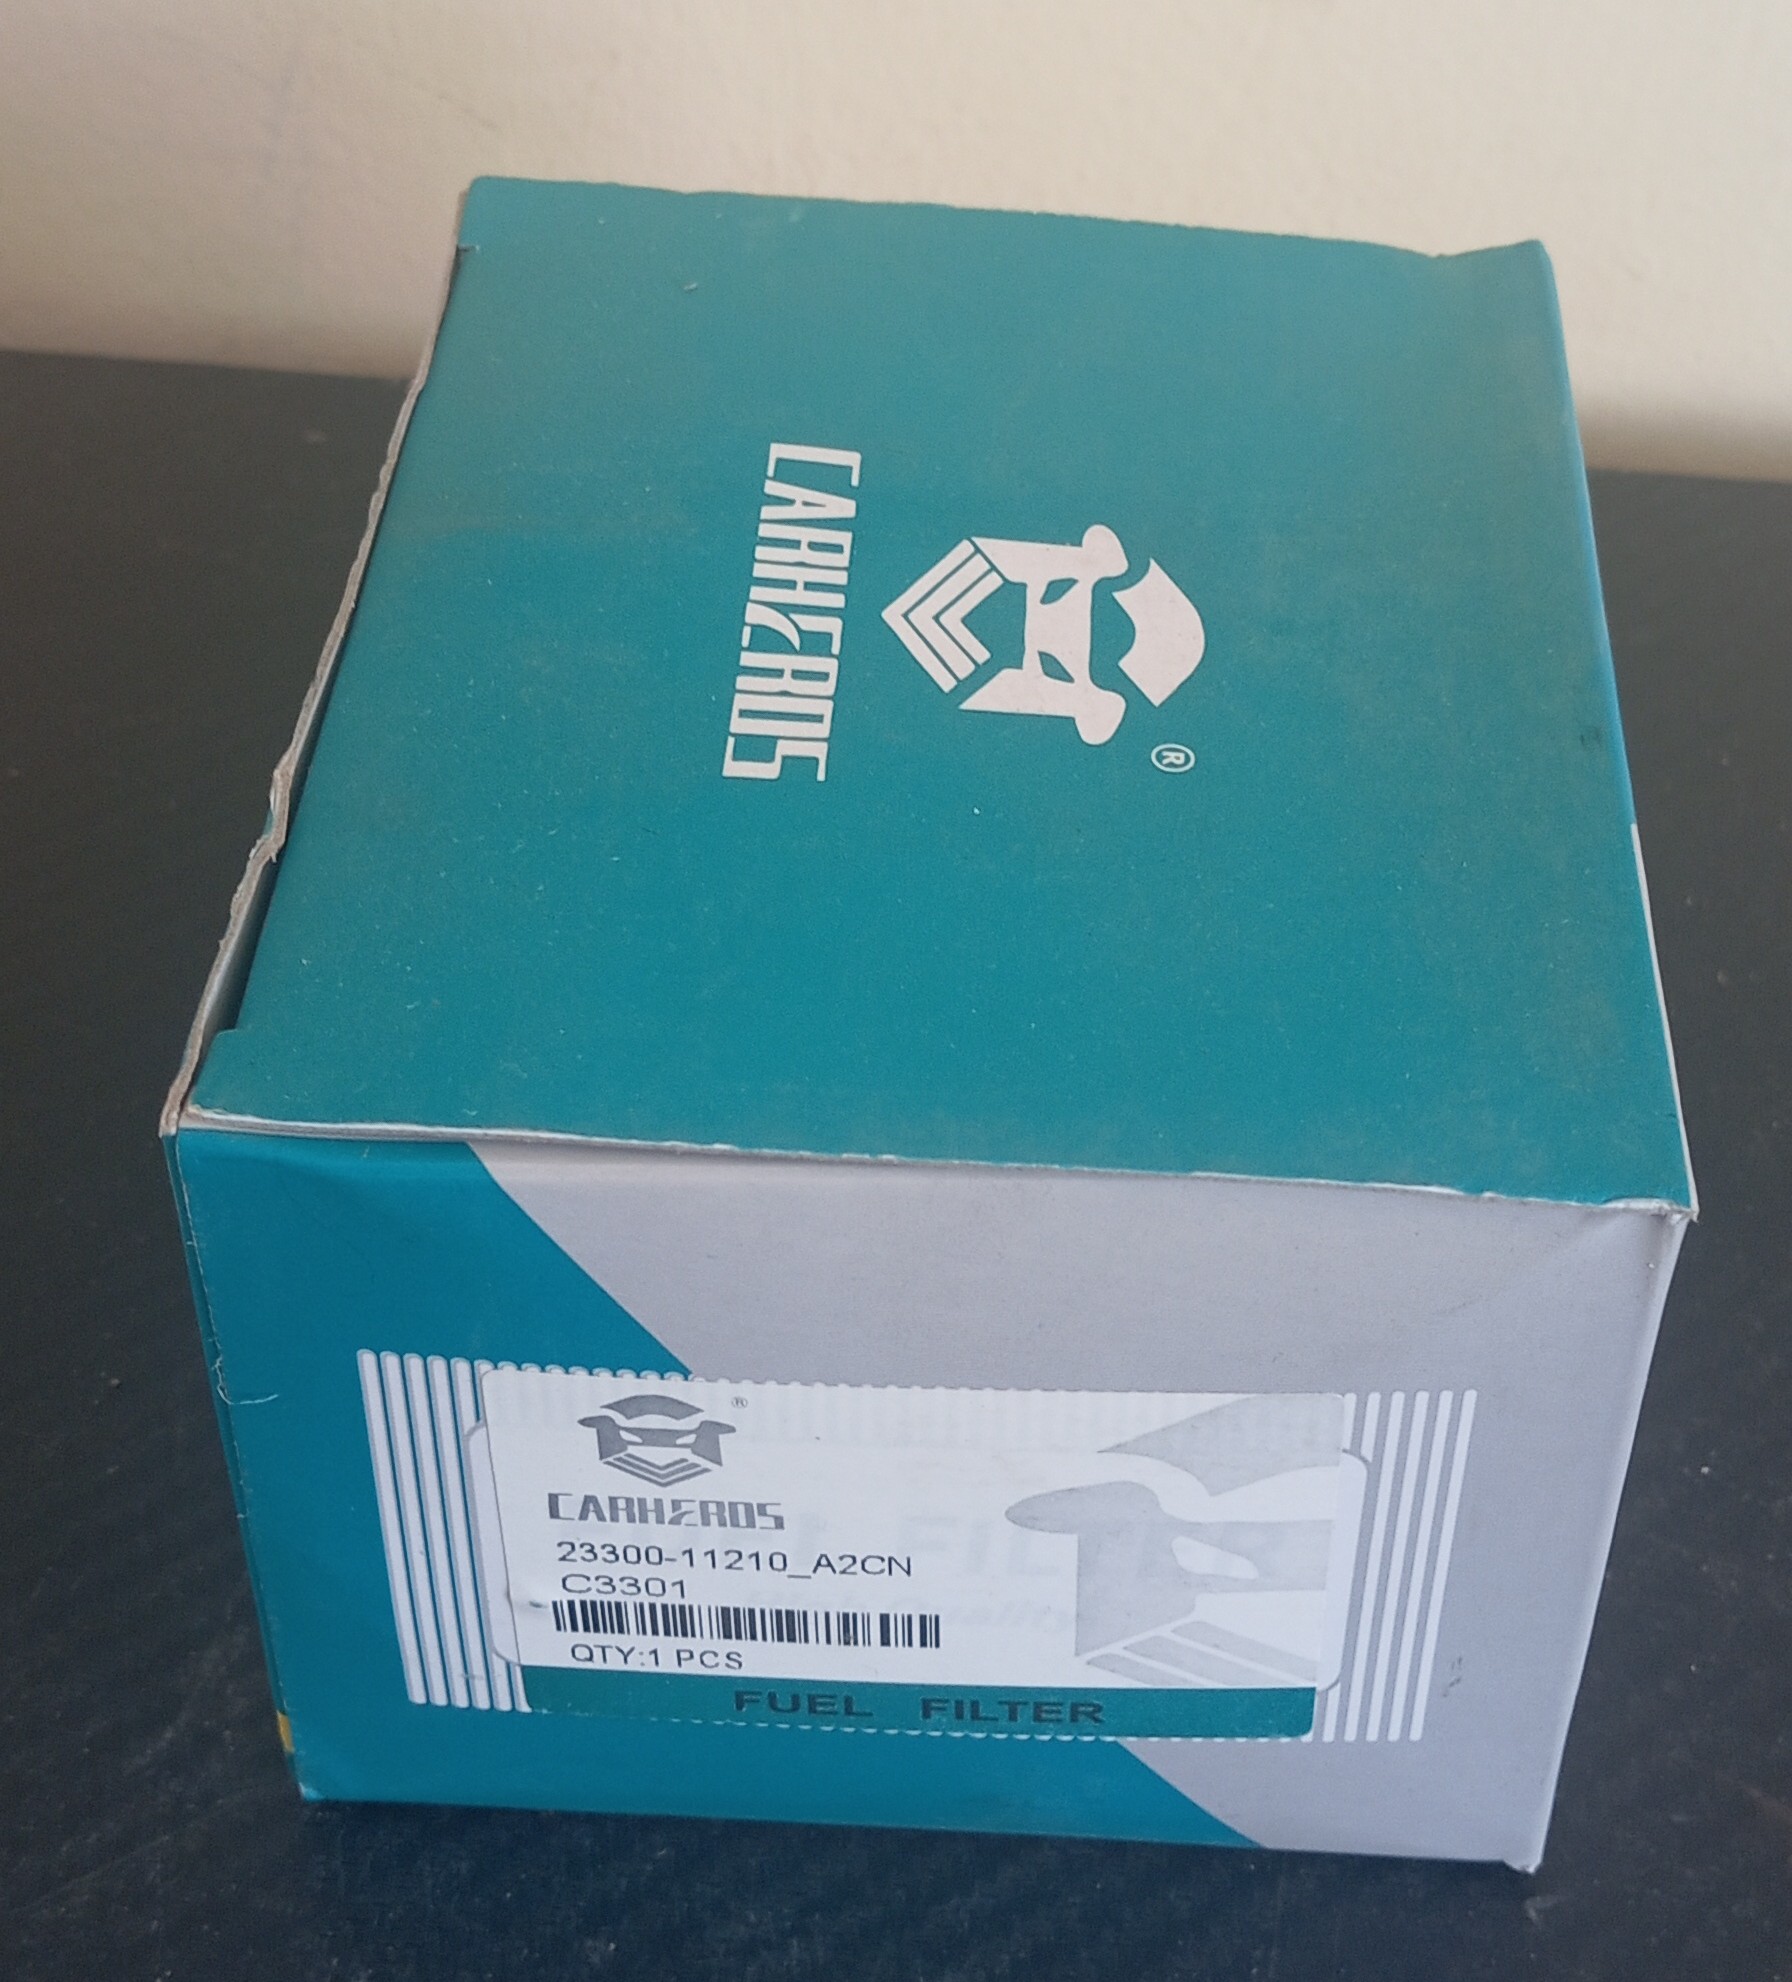 CARHEROS
®
®
CARHEROS
23300-11210_A2CN
C3301
QTY:1 PCS
FUEL FILTER